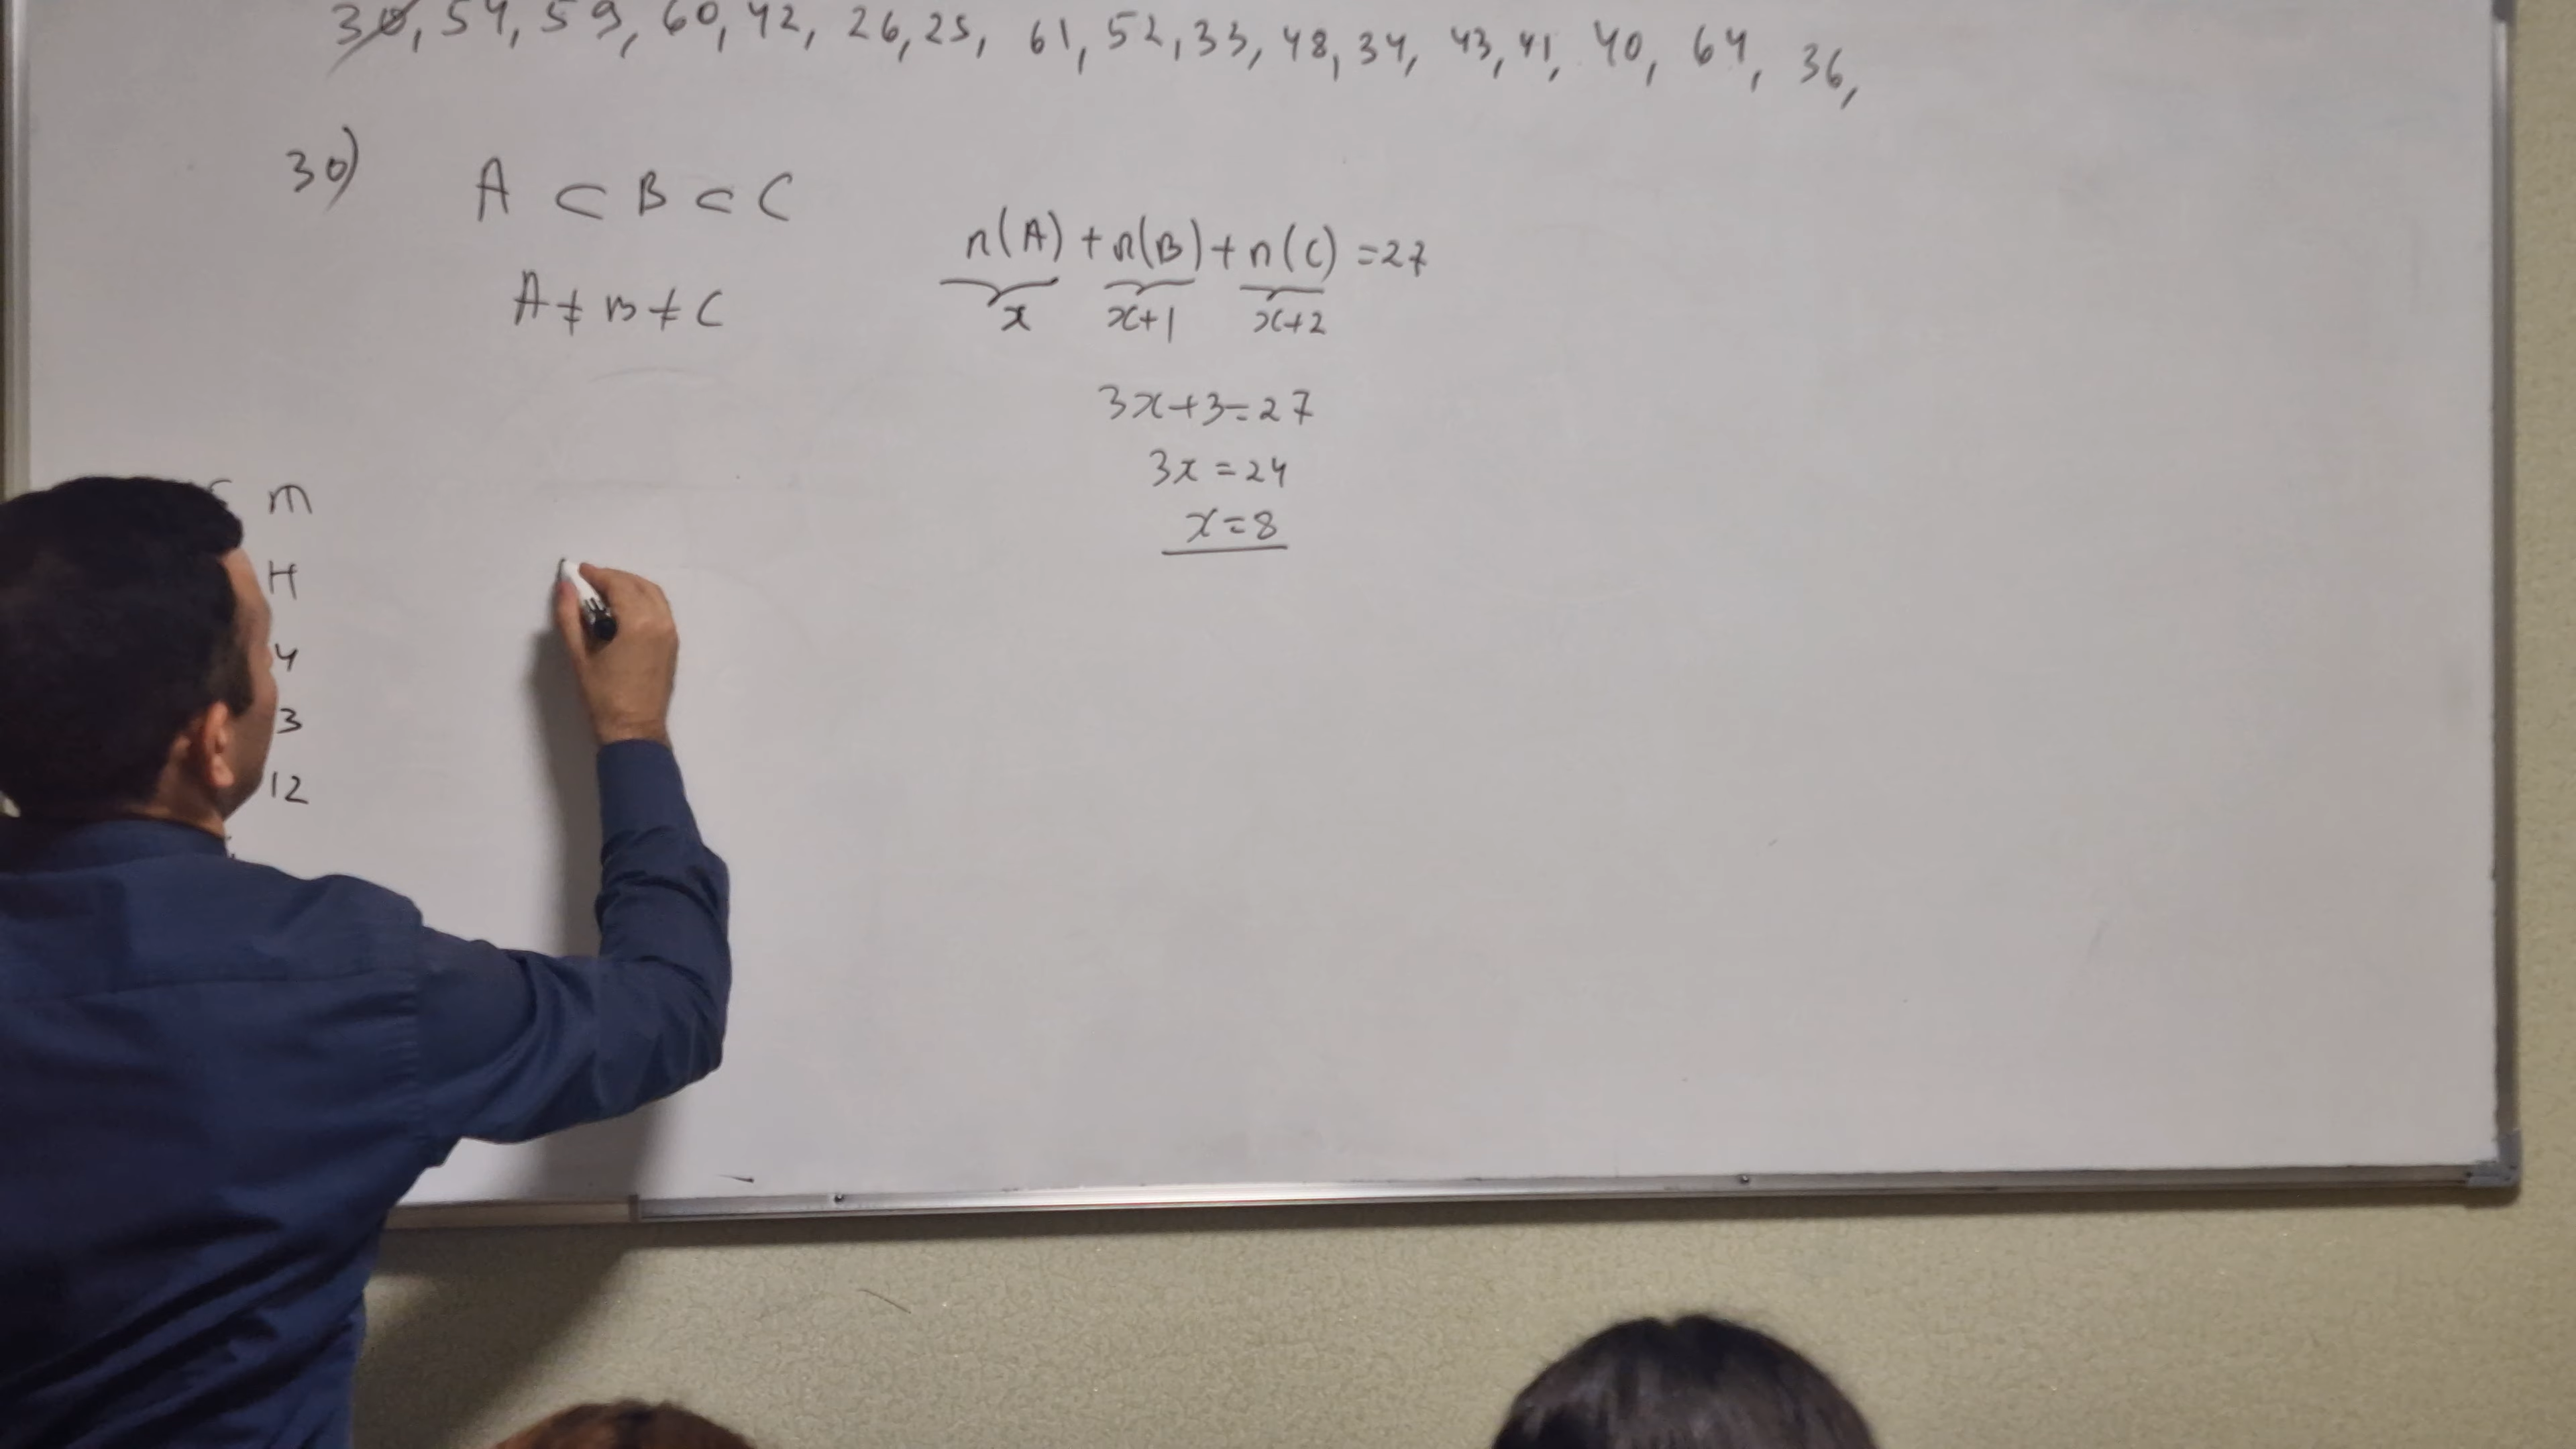 30, 54, 59, 60, 42, 26, 25, 61, 52, 33, 48, 34, 43, 41, 40, 64, 36,
30)
A ⊂ B ⊂ C
A ≠ B ≠ C
n(A) + n(B) + n(C) = 27
x x+1 x+2
3x+3=27
3x=24
x=8
m
H
4
3
12